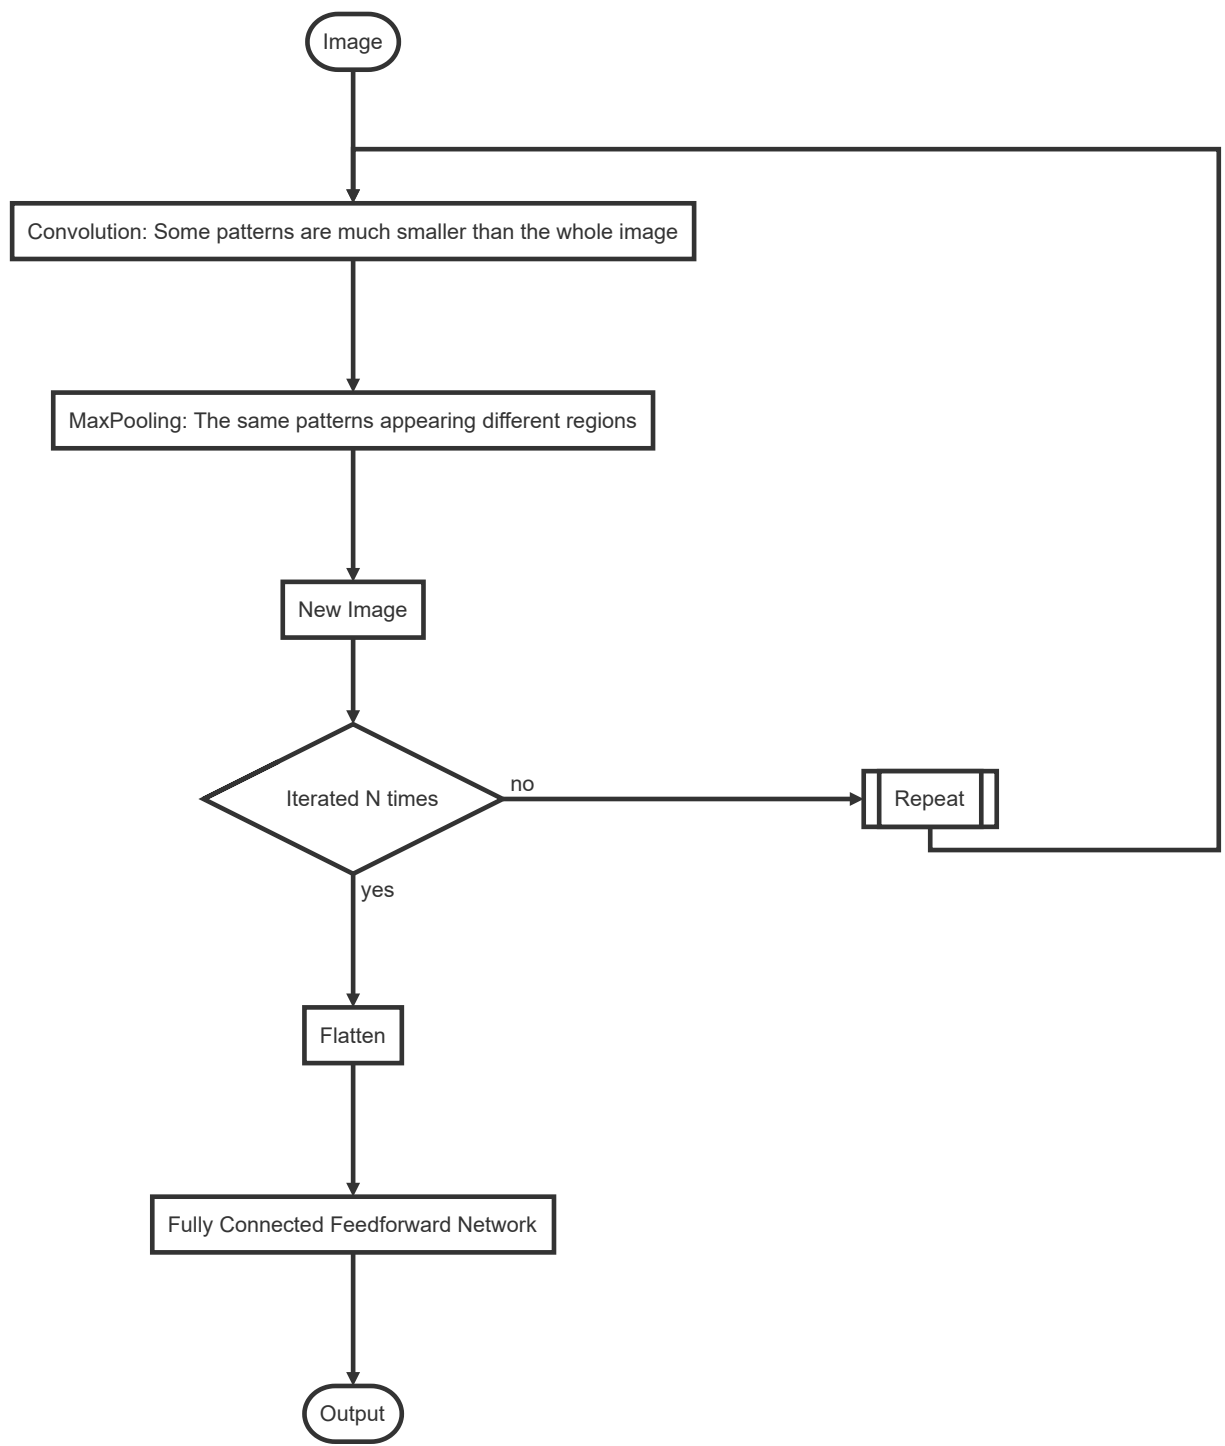 Image
Convolution: Some patterns are much smaller than the whole image
MaxPooling: The same patterns appearing different regions
New Image
Iterated N times
no
Repeat
yes
Flatten
Fully Connected Feedforward Network
Output